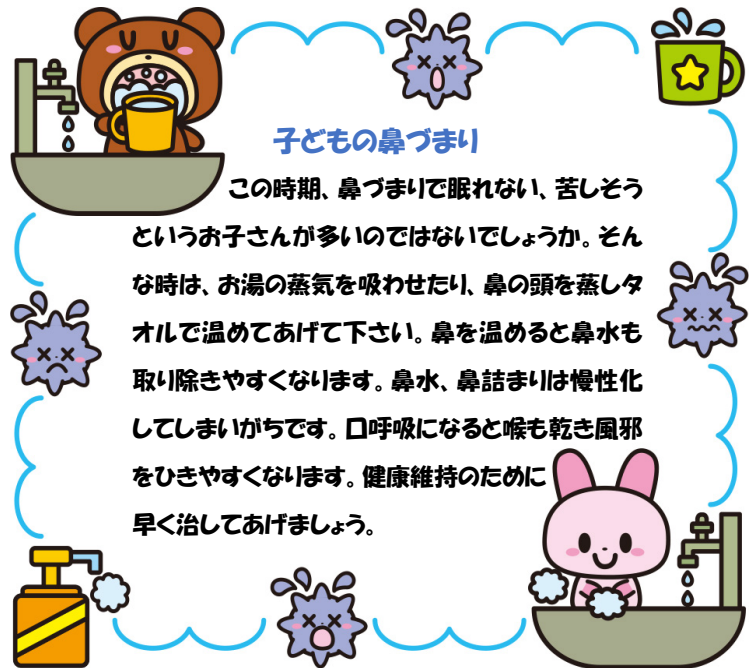 子どもの鼻づまり
この時期、鼻づまりで眠れない、苦しそう
というお子さんが多いのではないでしょうか。そん
な時は、お湯の蒸気を吸わせたり、鼻の頭を蒸しタ
オルで温めてあげて下さい。鼻を温めると鼻水も
取り除きやすくなります。鼻水、鼻詰まりは慢性化
してしまいがちです。口呼吸になると喉も乾き風邪
をひきやすくなります。健康維持のために
早く治してあげましょう。